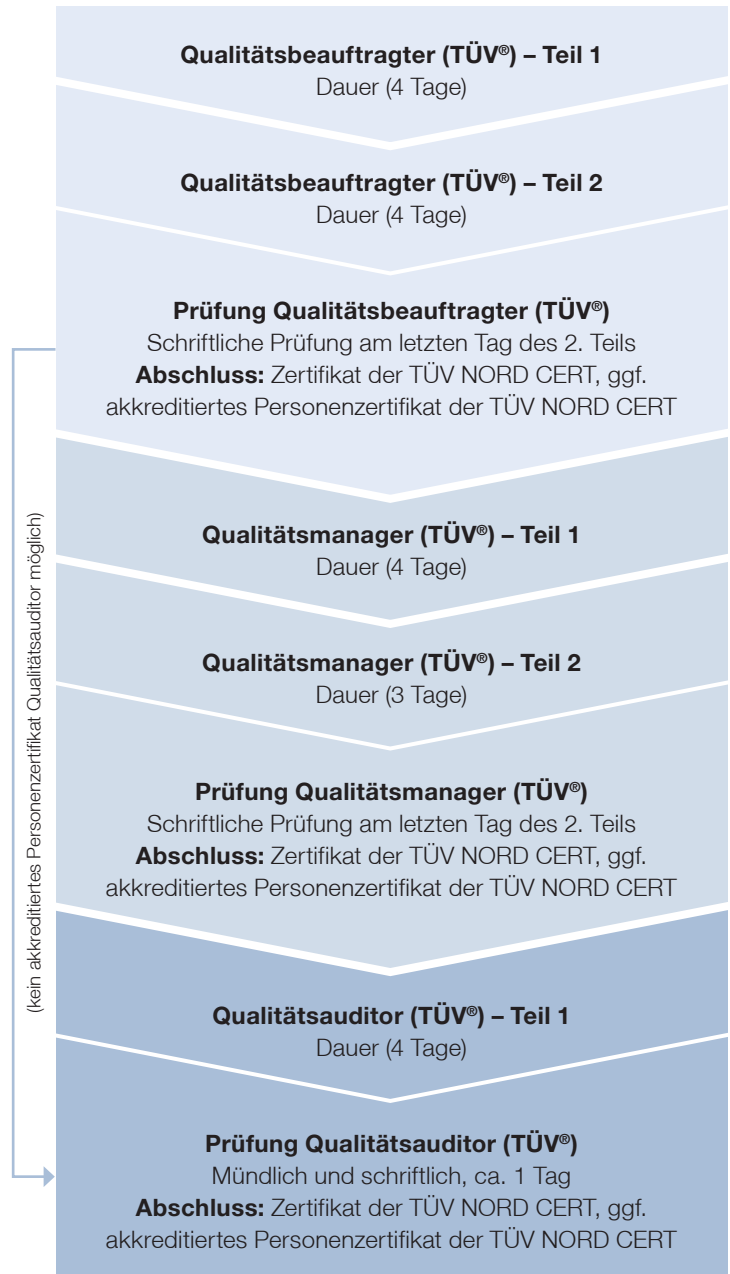 Qualitätsbeauftragter (TÜV®) – Teil 1
Dauer (4 Tage)
Qualitätsbeauftragter (TÜV®) – Teil 2
Dauer (4 Tage)
Prüfung Qualitätsbeauftragter (TÜV®)
Schriftliche Prüfung am letzten Tag des 2. Teils
Abschluss: Zertifikat der TÜV NORD CERT, ggf.
akkreditiertes Personenzertifikat der TÜV NORD CERT
(kein akkreditiertes Personenzertifikat Qualitätsauditor möglich)
Qualitätsmanager (TÜV®) – Teil 1
Dauer (4 Tage)
Qualitätsmanager (TÜV®) – Teil 2
Dauer (3 Tage)
Prüfung Qualitätsmanager (TÜV®)
Schriftliche Prüfung am letzten Tag des 2. Teils
Abschluss: Zertifikat der TÜV NORD CERT, ggf.
akkreditiertes Personenzertifikat der TÜV NORD CERT
Qualitätsauditor (TÜV®) – Teil 1
Dauer (4 Tage)
Prüfung Qualitätsauditor (TÜV®)
Mündlich und schriftlich, ca. 1 Tag
Abschluss: Zertifikat der TÜV NORD CERT, ggf.
akkreditiertes Personenzertifikat der TÜV NORD CERT